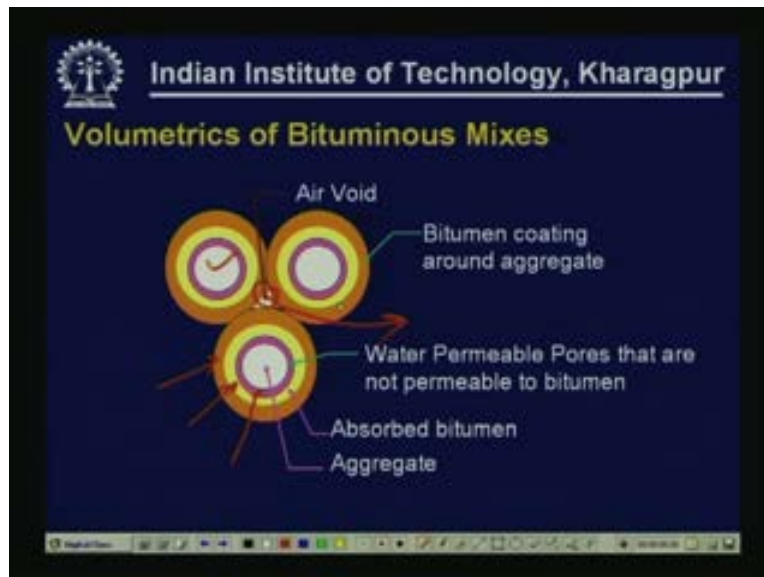 Indian Institute of Technology, Kharagpur
Volumetrics of Bituminous Mixes
Air Void
Bitumen coating
around aggregate
Water Permeable Pores that are
not permeable to bitumen
Absorbed bitumen
Aggregate